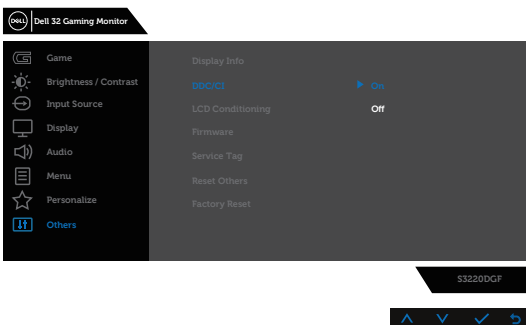 DELL
Dell 32 Gaming Monitor
Game
Brightness / Contrast
Input Source
Display
Audio
Menu
Personalize
Others
Display Info
DDC/CI On
LCD Conditioning Off
Firmware
Service Tag
Reset Others
Factory Reset
S3220DGF